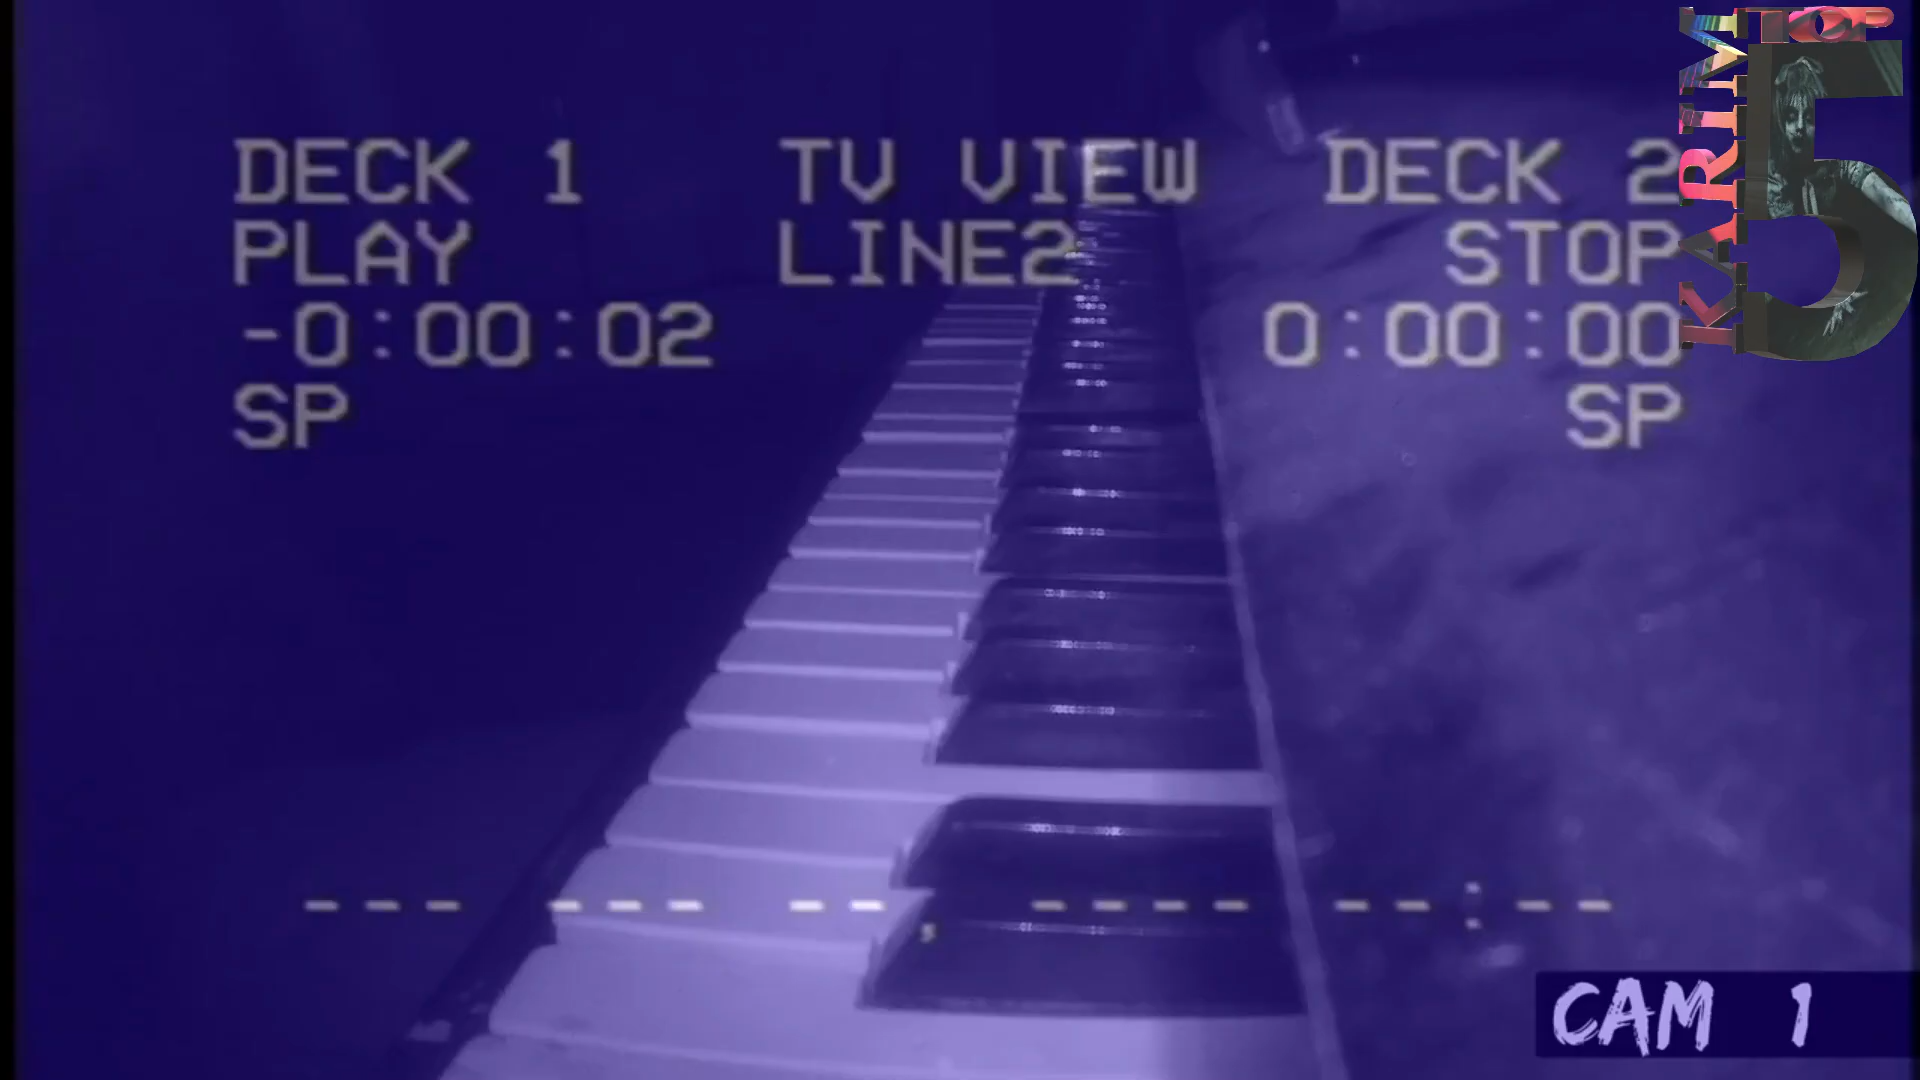 DECK 1 TV VIEW DECK 2
PLAY LINE2 STOP
-0:00:02 0:00:00
SP SP
--- --- -- , ---- --:--
CAM 1
KARIM
TOP
5